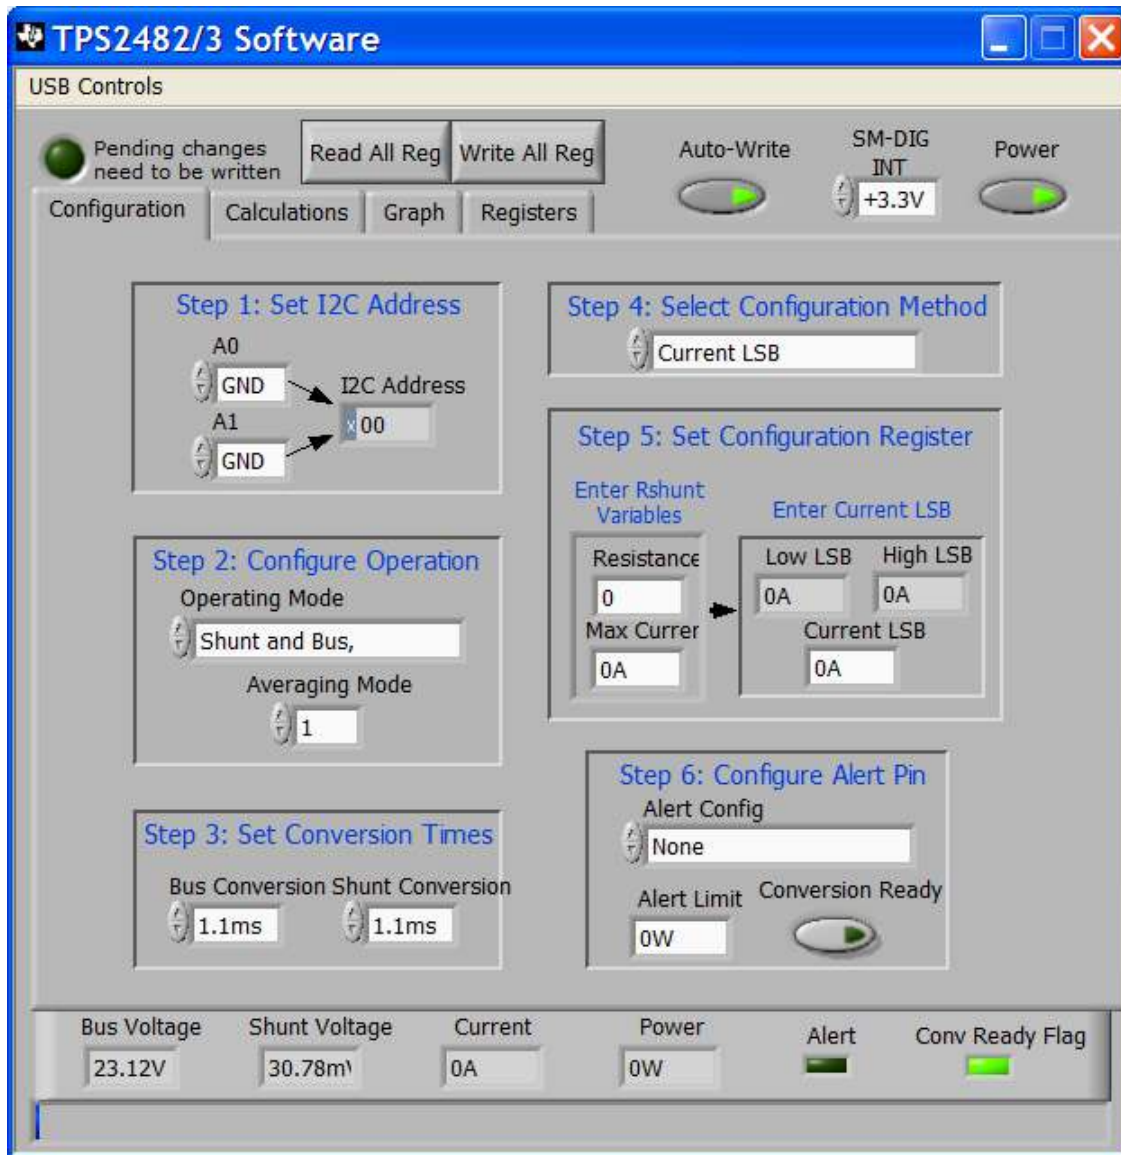 TPS2482/3 Software
USB Controls
Pending changes
need to be written
Read All Reg
Write All Reg
Auto-Write
SM-DIG
INT
+3.3V
Power
Configuration
Calculations
Graph
Registers
Step 1: Set I2C Address
A0
GND
I2C Address
x00
A1
GND
Step 2: Configure Operation
Operating Mode
Shunt and Bus,
Averaging Mode
1
Step 3: Set Conversion Times
Bus Conversion
Shunt Conversion
1.1ms
1.1ms
Step 4: Select Configuration Method
Current LSB
Step 5: Set Configuration Register
Enter Rshunt
Variables
Resistance
0
Max Currer
0A
Enter Current LSB
Low LSB
High LSB
0A
0A
Current LSB
0A
Step 6: Configure Alert Pin
Alert Config
None
Alert Limit
Conversion Ready
0W
Bus Voltage
Shunt Voltage
Current
Power
Alert
Conv Ready Flag
23.12V
30.78m\
0A
0W